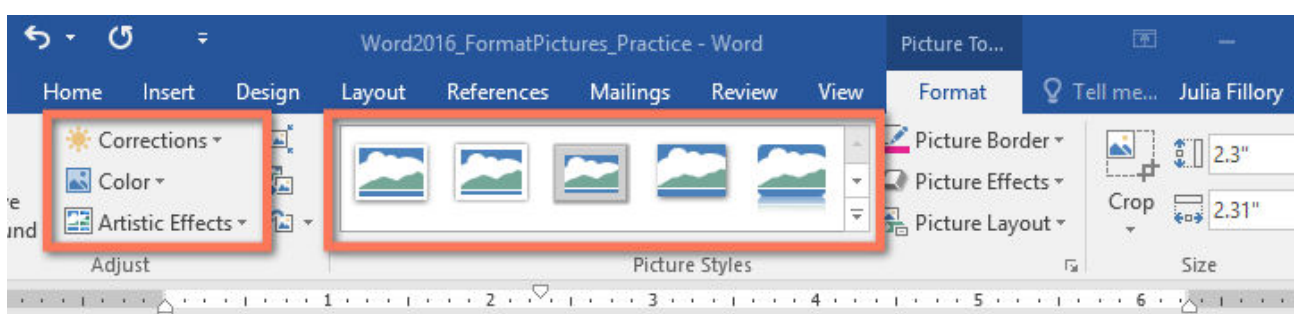 Word2016_FormatPictures_Practice - Word Picture To...
Home Insert Design Layout References Mailings Review View Format Tell me... Julia Fillory
Corrections Picture Border 2.3"
Color Picture Effects
Crop 2.31"
Artistic Effects Picture Layout
Adjust Picture Styles Size
1 2 3 4 5 6